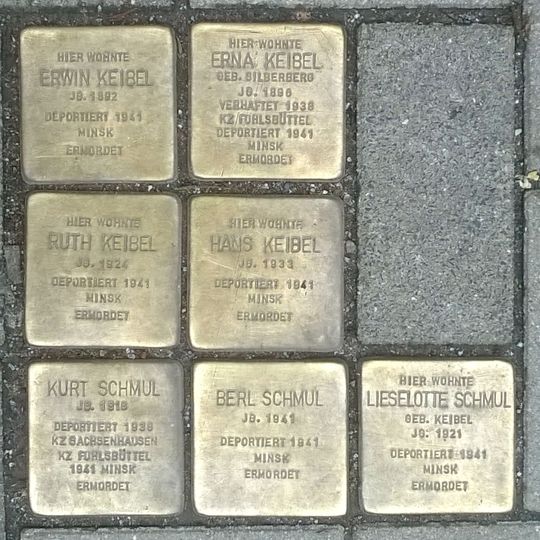 HIER WOHNTE
ERWIN KEIBEL
JG. 1892
DEPORTIERT 1941
MINSK
ERMORDET
HIER WOHNTE
ERNA KEIBEL
GEB. SILBERBERG
JG. 1896
VERHAFTET 1938
KZ FUHLSBÜTTEL
DEPORTIERT 1941
MINSK
ERMORDET
HIER WOHNTE
RUTH KEIBEL
JG. 1924
DEPORTIERT 1941
MINSK
ERMORDET
HIER WOHNTE
HANS KEIBEL
JG. 1933
DEPORTIERT 1941
MINSK
ERMORDET
KURT SCHMUL
JG. 1916
DEPORTIERT 1938
KZ SACHSENHAUSEN
KZ FUHLSBÜTTEL
1941 MINSK
ERMORDET
BERL SCHMUL
JG. 1941
DEPORTIERT 1941
MINSK
ERMORDET
HIER WOHNTE
LIESELOTTE SCHMUL
GEB. KEIBEL
JG. 1921
DEPORTIERT 1941
MINSK
ERMORDET